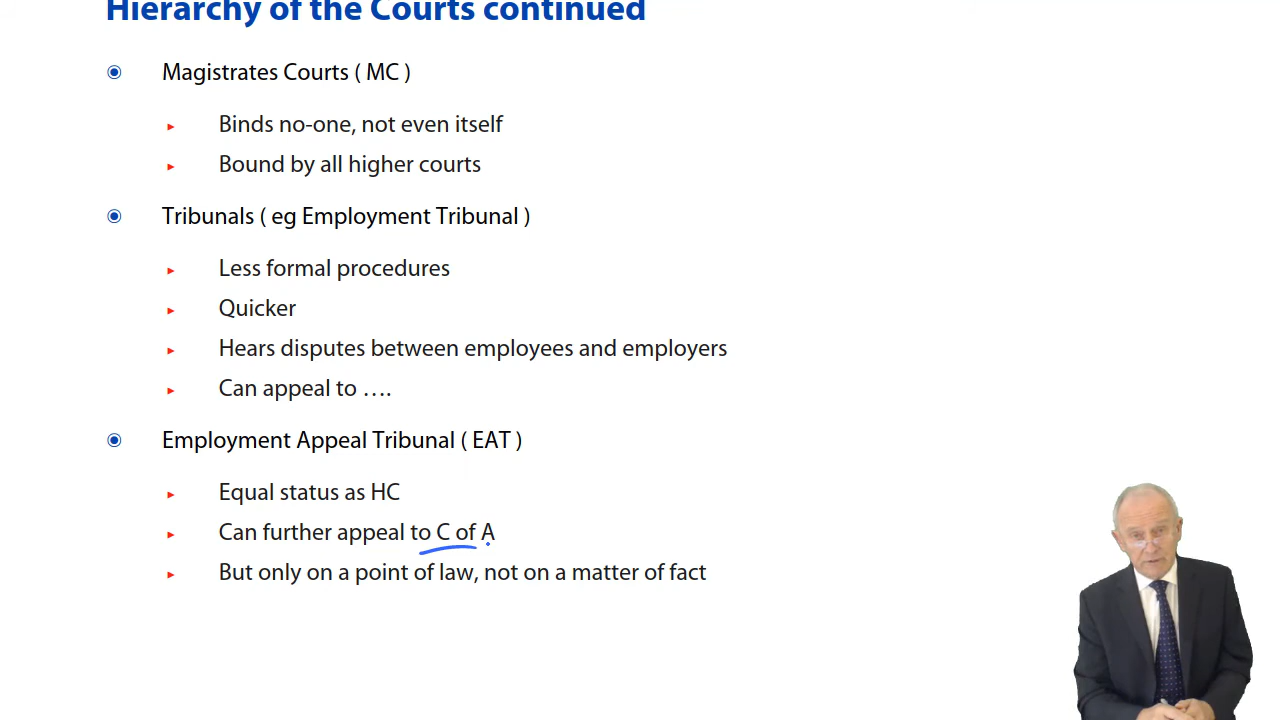 Hierarchy of the Courts continued
Magistrates Courts ( MC )
Binds no-one, not even itself
Bound by all higher courts
Tribunals ( eg Employment Tribunal )
Less formal procedures
Quicker
Hears disputes between employees and employers
Can appeal to ….
Employment Appeal Tribunal ( EAT )
Equal status as HC
Can further appeal to C of A
But only on a point of law, not on a matter of fact